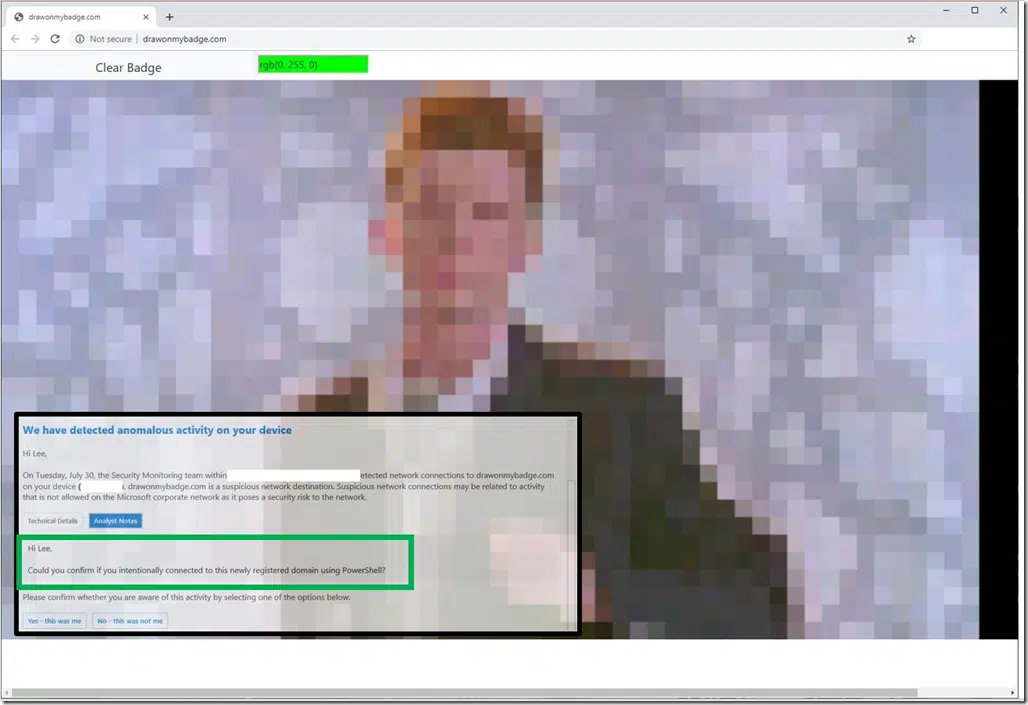 drawonmybadge.com
Not secure | drawonmybadge.com
Clear Badge
rgb(0, 255, 0)
We have detected anomalous activity on your device
Hi Lee,
On Tuesday, July 30, the Security Monitoring team within etected network connections to drawonmybadge.com
on your device ( ). drawonmybadge.com is a suspicious network destination. Suspicious network connections may be related to activity
that is not allowed on the Microsoft corporate network as it poses a security risk to the network.
Technical Details Analyst Notes
Hi Lee,
Could you confirm if you intentionally connected to this newly registered domain using PowerShell?
Please confirm whether you are aware of this activity by selecting one of the options below:
Yes - this was me No - this was not me